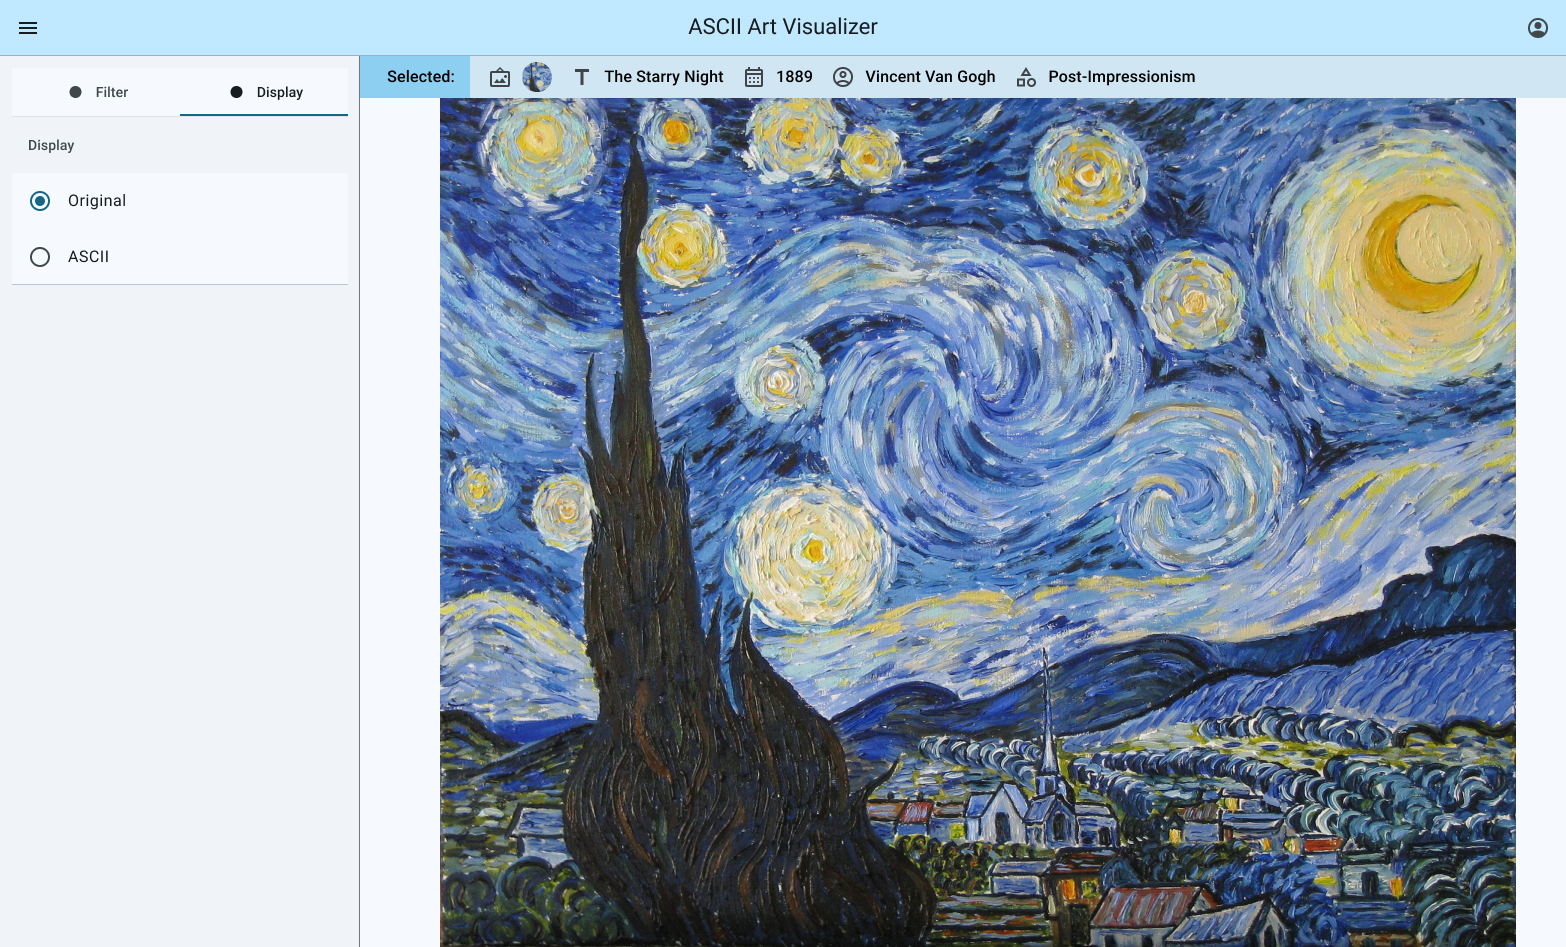 ASCII Art Visualizer
Filter
Display
Selected:
The Starry Night
1889
Vincent Van Gogh
Post-Impressionism
Display
Original
ASCII